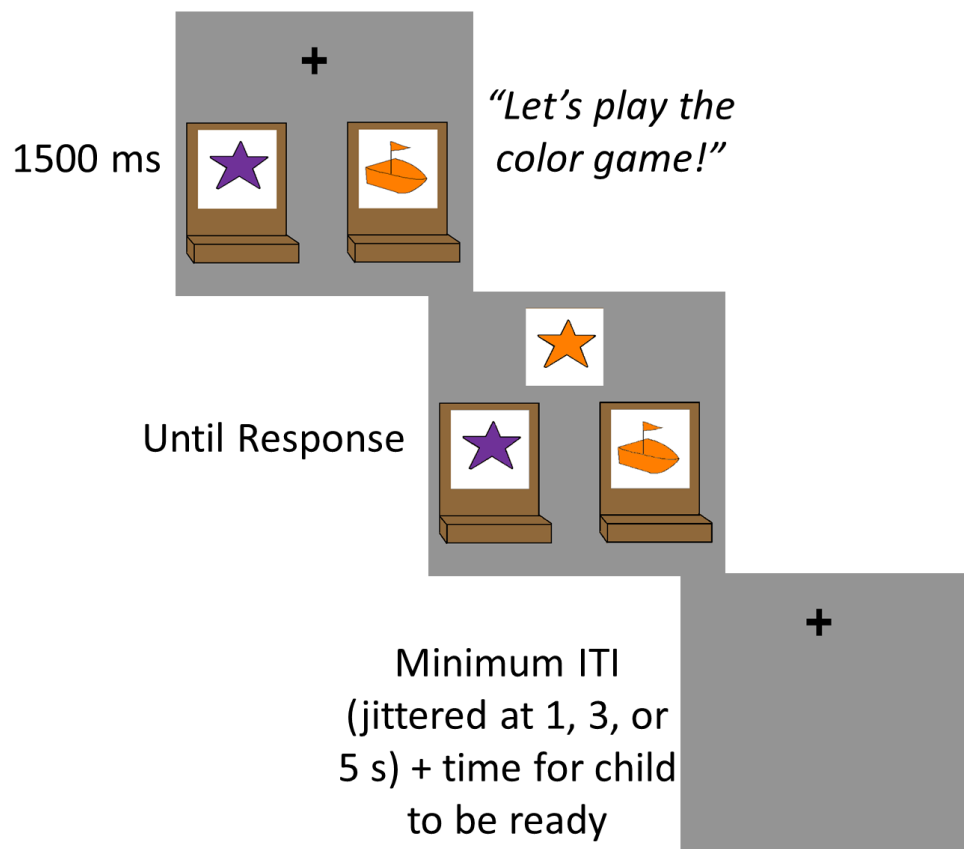 +
1500 ms
“Let’s play the
color game!”
Until Response
Minimum ITI
(jittered at 1, 3, or
5 s) + time for child
to be ready
+